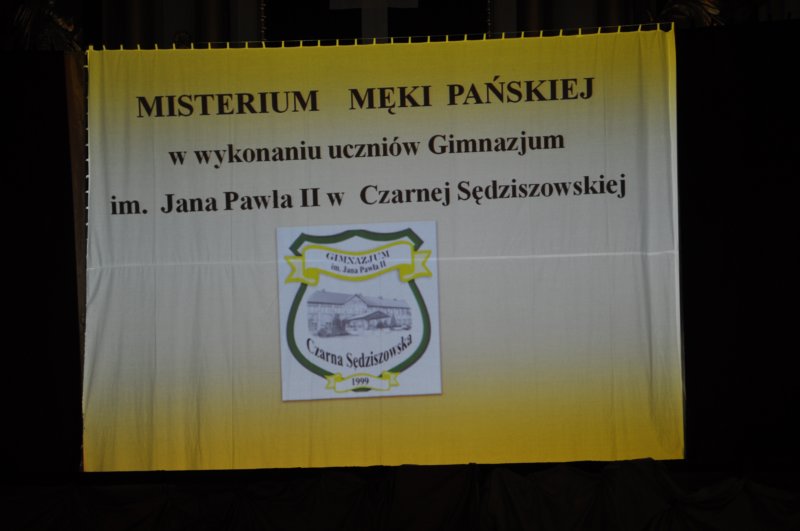 MISTERIUM MĘKI PAŃSKIEJ
w wykonaniu uczniów Gimnazjum
im. Jana Pawła II w Czarnej Sędziszowskiej
GIMNAZJUM
im. Jana Pawła II
Czarna Sędziszowska
1999